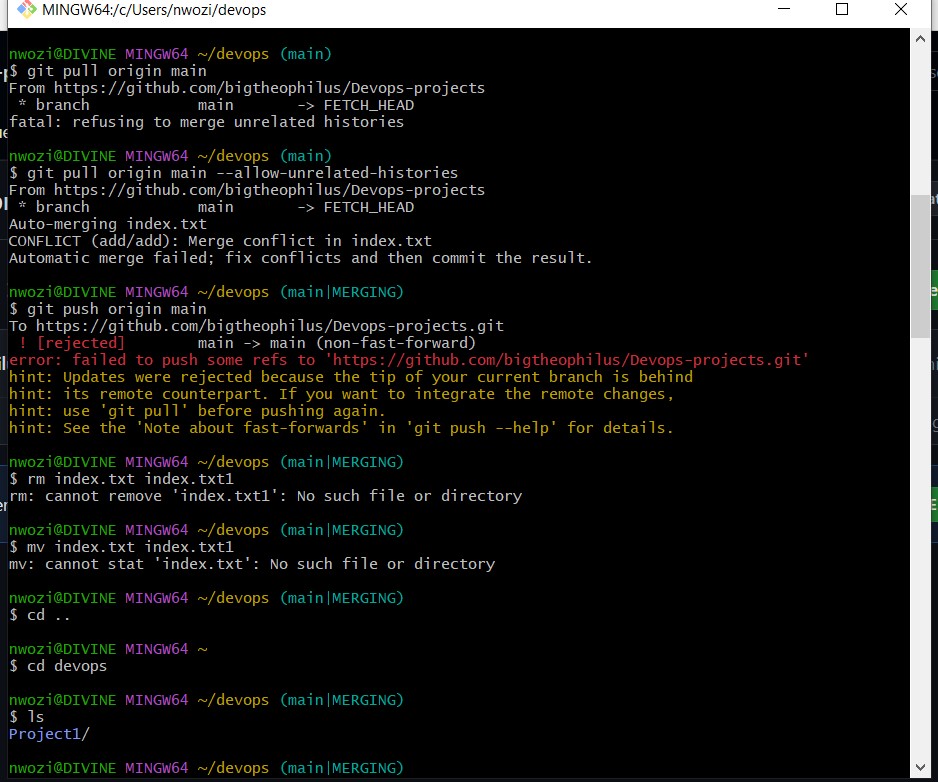 MINGW64:/c/Users/nwozi/devops
nwozi@DIVINE MINGW64 ~/devops (main)
$ git pull origin main
From https://github.com/bigtheophilus/Devops-projects
 * branch            main       -> FETCH_HEAD
fatal: refusing to merge unrelated histories
nwozi@DIVINE MINGW64 ~/devops (main)
$ git pull origin main --allow-unrelated-histories
From https://github.com/bigtheophilus/Devops-projects
 * branch            main       -> FETCH_HEAD
Auto-merging index.txt
CONFLICT (add/add): Merge conflict in index.txt
Automatic merge failed; fix conflicts and then commit the result.
nwozi@DIVINE MINGW64 ~/devops (main|MERGING)
$ git push origin main
To https://github.com/bigtheophilus/Devops-projects.git
 ! [rejected]        main -> main (non-fast-forward)
error: failed to push some refs to 'https://github.com/bigtheophilus/Devops-projects.git'
hint: Updates were rejected because the tip of your current branch is behind
hint: its remote counterpart. If you want to integrate the remote changes,
hint: use 'git pull' before pushing again.
hint: See the 'Note about fast-forwards' in 'git push --help' for details.
nwozi@DIVINE MINGW64 ~/devops (main|MERGING)
$ rm index.txt index.txt1
rm: cannot remove 'index.txt1': No such file or directory
nwozi@DIVINE MINGW64 ~/devops (main|MERGING)
$ mv index.txt index.txt1
mv: cannot stat 'index.txt': No such file or directory
nwozi@DIVINE MINGW64 ~/devops (main|MERGING)
$ cd ..
nwozi@DIVINE MINGW64 ~
$ cd devops
nwozi@DIVINE MINGW64 ~/devops (main|MERGING)
$ ls
Project1/
nwozi@DIVINE MINGW64 ~/devops (main|MERGING)